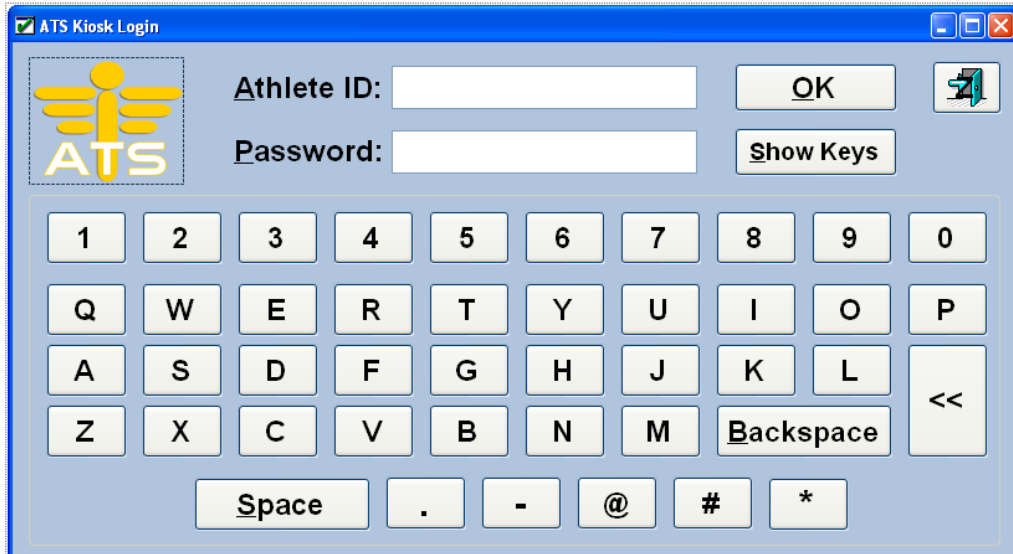 ATS Kiosk Login
Athlete ID: OK
ATS
Password: Show Keys
1 2 3 4 5 6 7 8 9 0
Q W E R T Y U I O P
A S D F G H J K L
<<
Z X C V B N M Backspace
Space . - @ # *